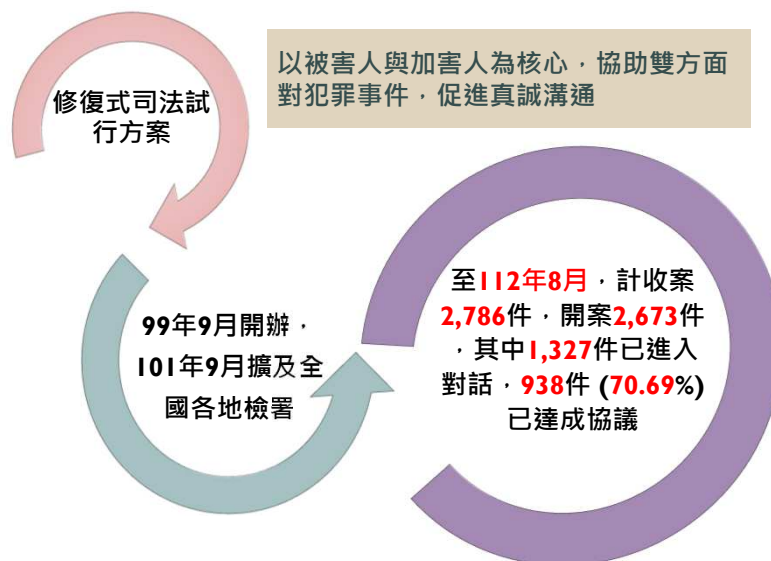 修復式司法試
行方案
以被害人與加害人為核心，協助雙方面
對犯罪事件，促進真誠溝通
99年9月開辦，
101年9月擴及全
國各地檢署
至112年8月，計收案
2,786件，開案2,673件
，其中1,327件已進入
對話，938件 (70.69%)
已達成協議